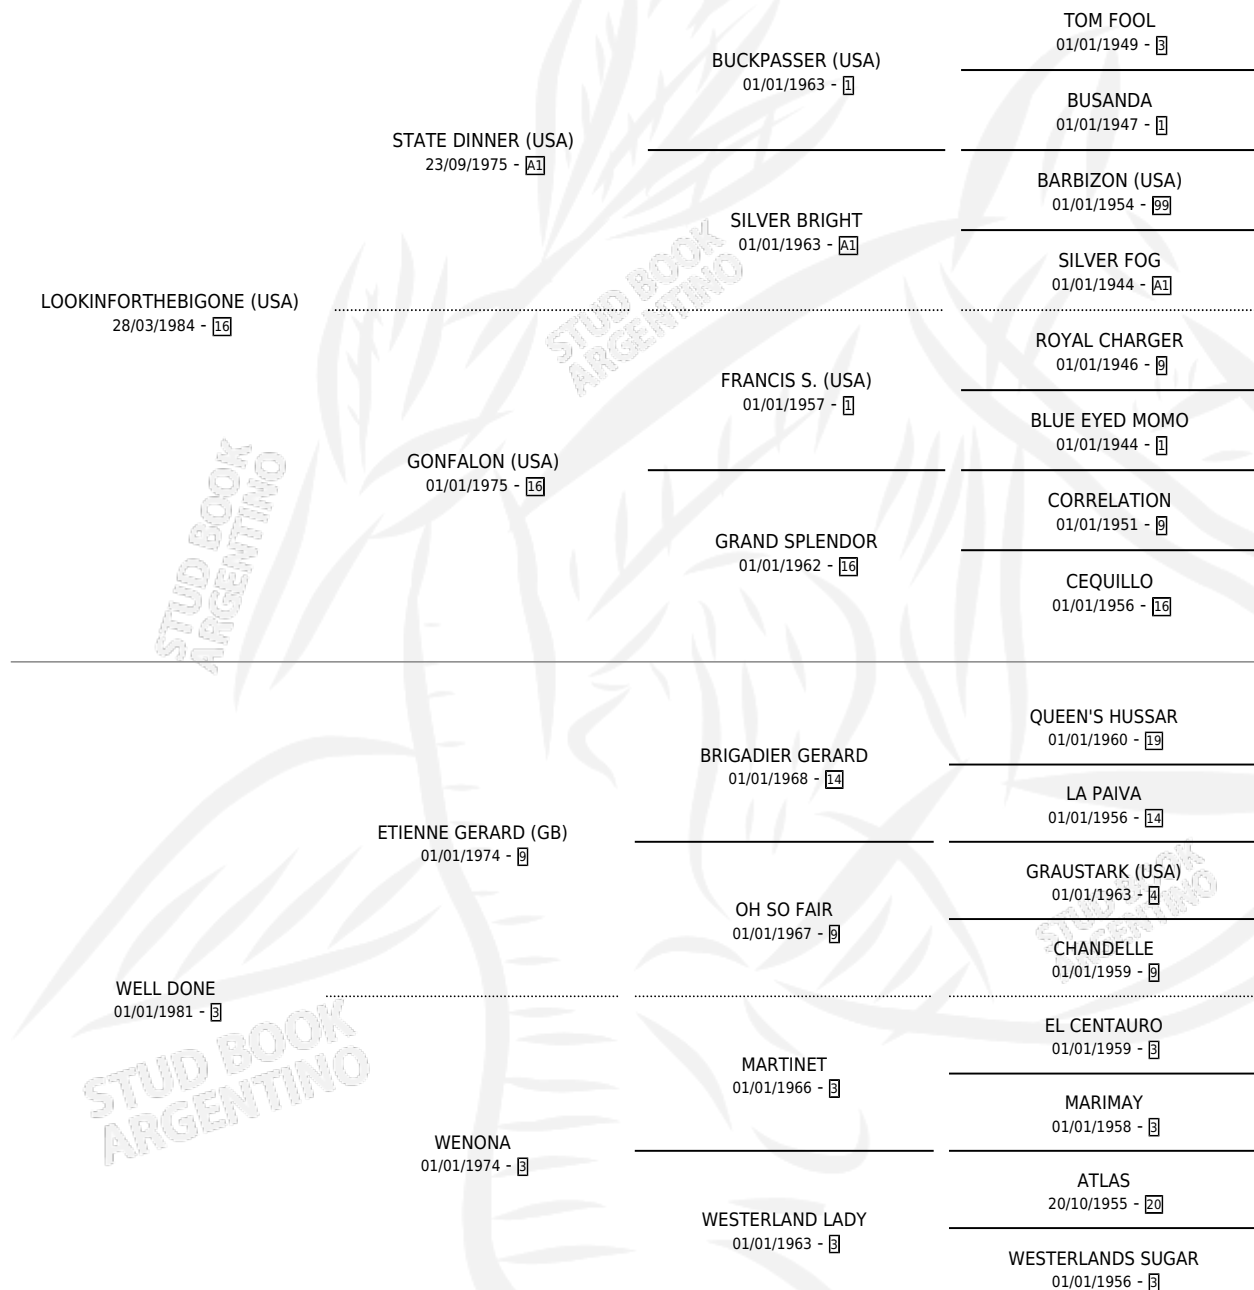 TOM FOOL
01/01/1949 - 3
BUCKPASSER (USA)
01/01/1963 - 1
BUSANDA
01/01/1947 - 1
STATE DINNER (USA)
23/09/1975 - A1
BARBIZON (USA)
01/01/1954 - 99
SILVER BRIGHT
01/01/1963 - A1
SILVER FOG
01/01/1944 - A1
LOOKINFORTHEBIGONE (USA)
28/03/1984 - 16
ROYAL CHARGER
01/01/1946 - 9
FRANCIS S. (USA)
01/01/1957 - 1
BLUE EYED MOMO
01/01/1944 - 1
GONFALON (USA)
01/01/1975 - 16
CORRELATION
01/01/1951 - 9
GRAND SPLENDOR
01/01/1962 - 16
CEQUILLO
01/01/1956 - 16
QUEEN'S HUSSAR
01/01/1960 - 19
BRIGADIER GERARD
01/01/1968 - 14
LA PAIVA
01/01/1956 - 14
ETIENNE GERARD (GB)
01/01/1974 - 9
GRAUSTARK (USA)
01/01/1963 - 4
OH SO FAIR
01/01/1967 - 9
CHANDELLE
01/01/1959 - 9
WELL DONE
01/01/1981 - 3
EL CENTAURO
01/01/1959 - 3
MARTINET
01/01/1966 - 3
MARIMAY
01/01/1958 - 3
WENONA
01/01/1974 - 3
ATLAS
20/10/1955 - 20
WESTERLAND LADY
01/01/1963 - 3
WESTERLANDS SUGAR
01/01/1956 - 3
STUD BOOK
ARGENTINO
STUD BOOK
ARGENTINO
STUD BOOK
ARGENTINO
STUD BOOK
ARGENTINO